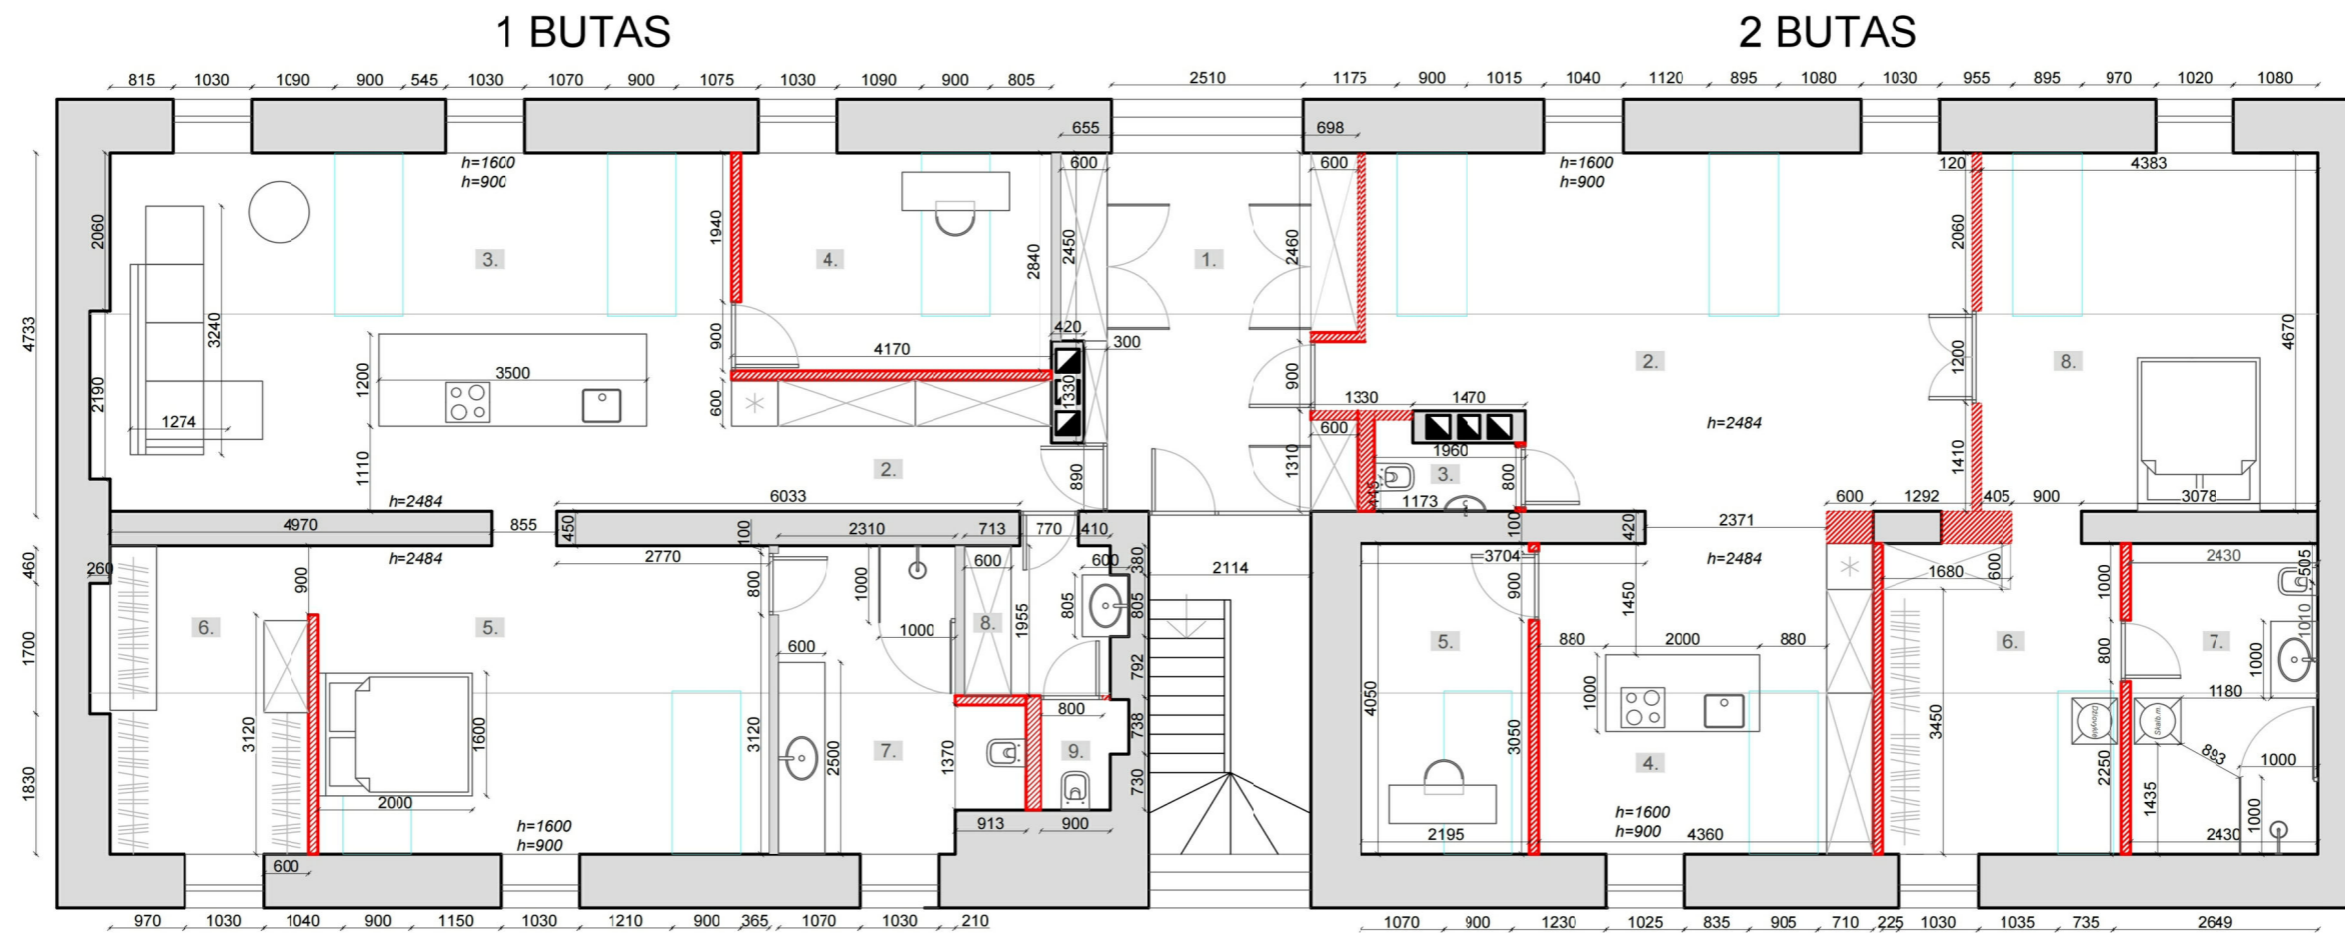 1 BUTAS 2 BUTAS
815 1030 1090 900 545 1030 1070 900 1075 1030 1090 900 805 2510 1175 900 1015 1040 1120 895 1080 1030 955 895 970 1020 1080
655 698
h=1600 600 600 h=1600 120 4383
h=900 h=900
2060 1940 2840 2450 2460 2060
3. 4. 1.
4733 3240 900 420 300 4670
4170 900 1200 2. 8.
2190 1200 3500 600 1330
1330 1470
1274 600 h=2484
1110 2. 890 1310 1960 3. 800 1410
h=2484 6033 1173 600 1292 405 900 3078
4970 855 450 100 2310 713 770 410 100 420 2371
h=2484 2770 600 600 380 3704 h=2484 2430 505
460 260 900 800 1000 2114 900 1450 1680 600 1000
6. 5. 1000 8. 1955 805 805 5. 880 2000 880 6. 800 7. 1010
1700 600 792 1000 1000
3120 1600 3120 2500 1370 800 738 4050 3050 3450 1180
7. 9. Džiovykle Skalb.m.
2000 4. 2250 883 1000
1830 h=1600 730 h=1600 1435 1000
h=900 913 900 2195 h=900 4360 2430
600
970 1030 1040 900 1150 1030 1210 900 365 1070 1030 210 1070 900 1230 1025 835 905 710 225 1030 1035 735 2649